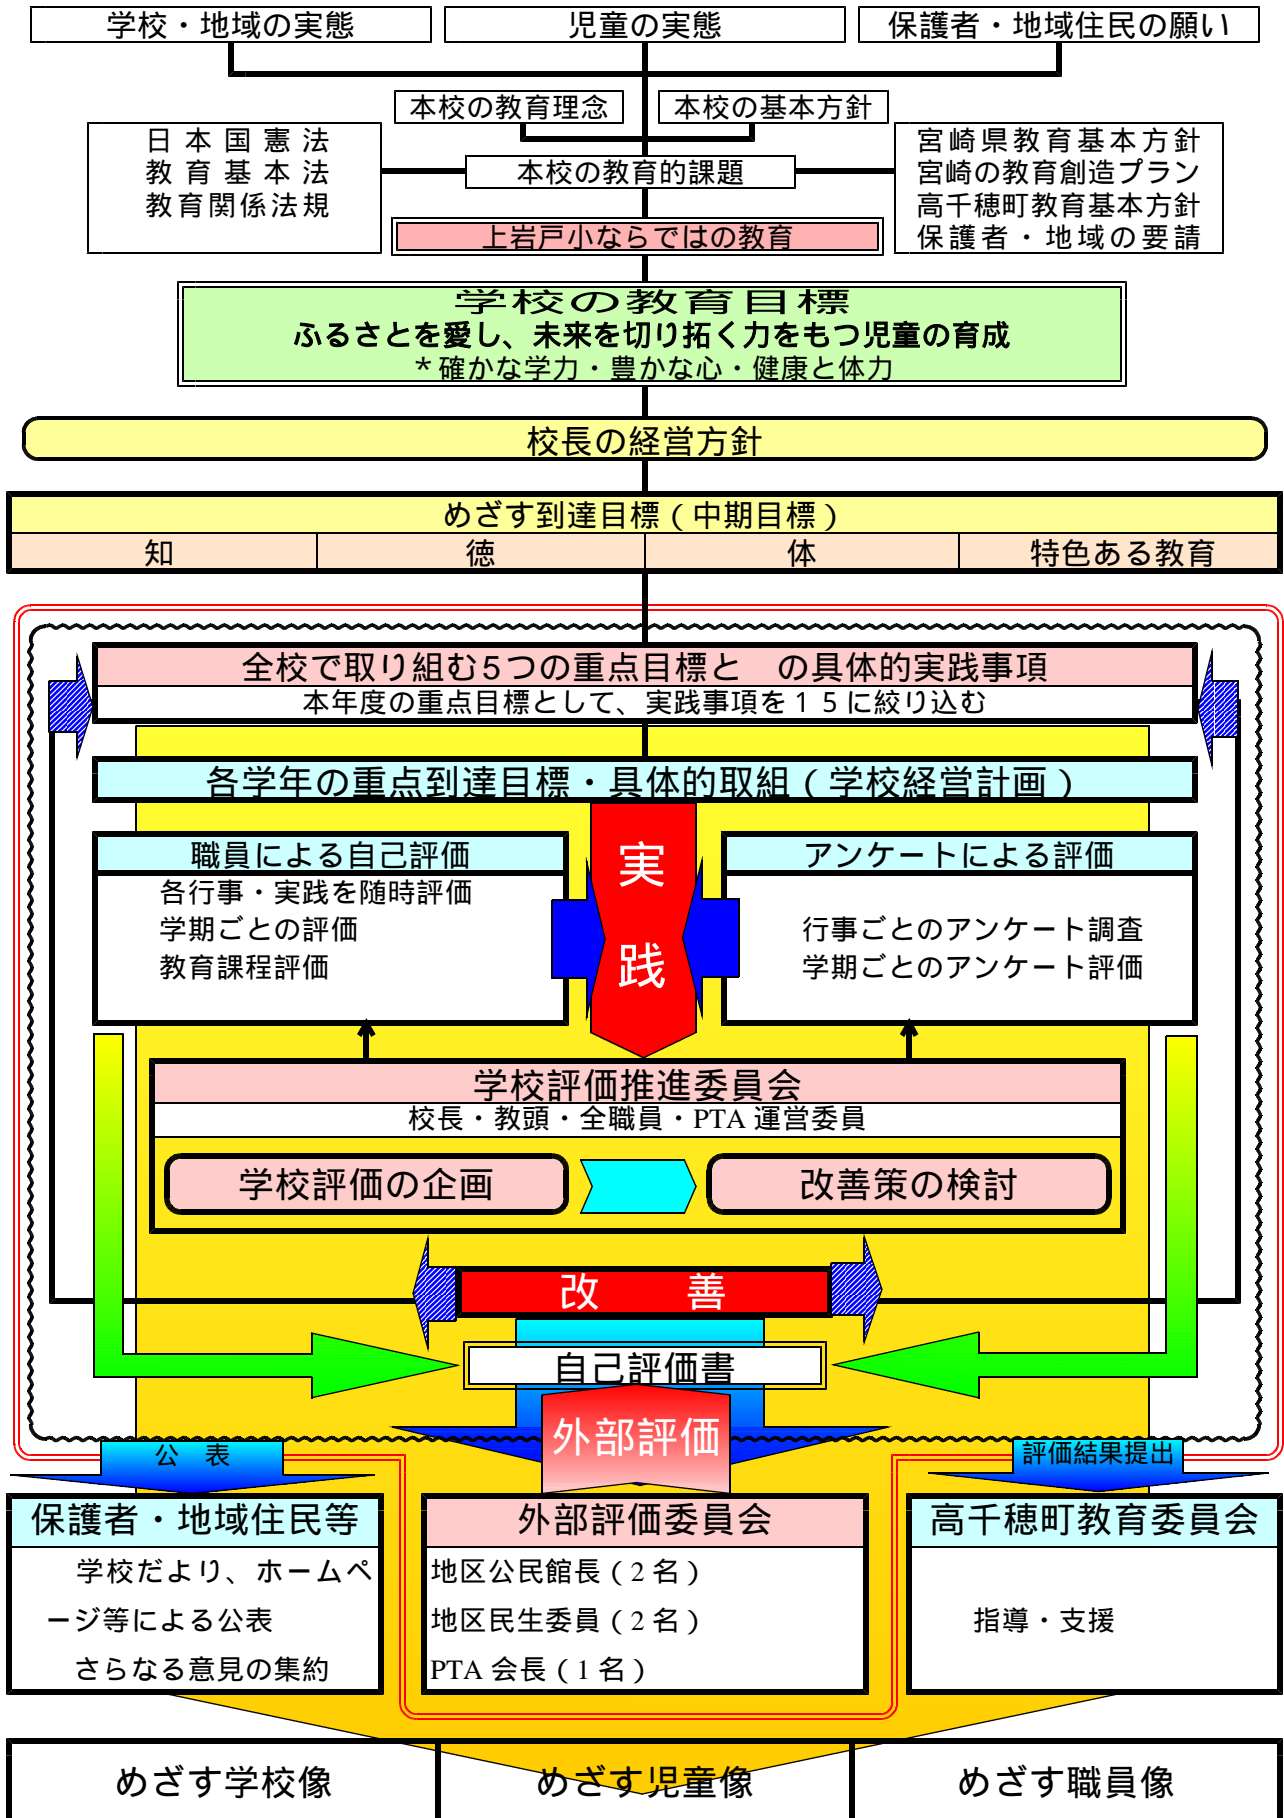 学校・地域の実態
児童の実態
保護者・地域住民の願い
本校の教育理念
本校の基本方針
日本国憲法
教育基本法
教育関係法規
本校の教育的課題
宮崎県教育基本方針
宮崎の教育創造プラン
高千穂町教育基本方針
保護者・地域の要請
上岩戸小ならではの教育
学校の教育目標
ふるさとを愛し、未来を切り拓く力をもつ児童の育成
*確かな学力・豊かな心・健康と体力
校長の経営方針
めざす到達目標(中期目標)
知
徳
体
特色ある教育
全校で取り組む5つの重点目標と　の具体的実践事項
本年度の重点目標として、実践事項を15に絞り込む
各学年の重点到達目標・具体的取組(学校経営計画)
実
践
職員による自己評価
各行事・実践を随時評価
学期ごとの評価
教育課程評価
アンケートによる評価
行事ごとのアンケート調査
学期ごとのアンケート評価
学校評価推進委員会
校長・教頭・全職員・PTA 運営委員
学校評価の企画
改善策の検討
改　善
自己評価書
外部評価
公　表
評価結果提出
保護者・地域住民等
学校だより、ホームペ
ージ等による公表
さらなる意見の集約
外部評価委員会
地区公民館長(2名)
地区民生委員(2名)
PTA 会長(1名)
高千穂町教育委員会
指導・支援
めざす学校像
めざす児童像
めざす職員像